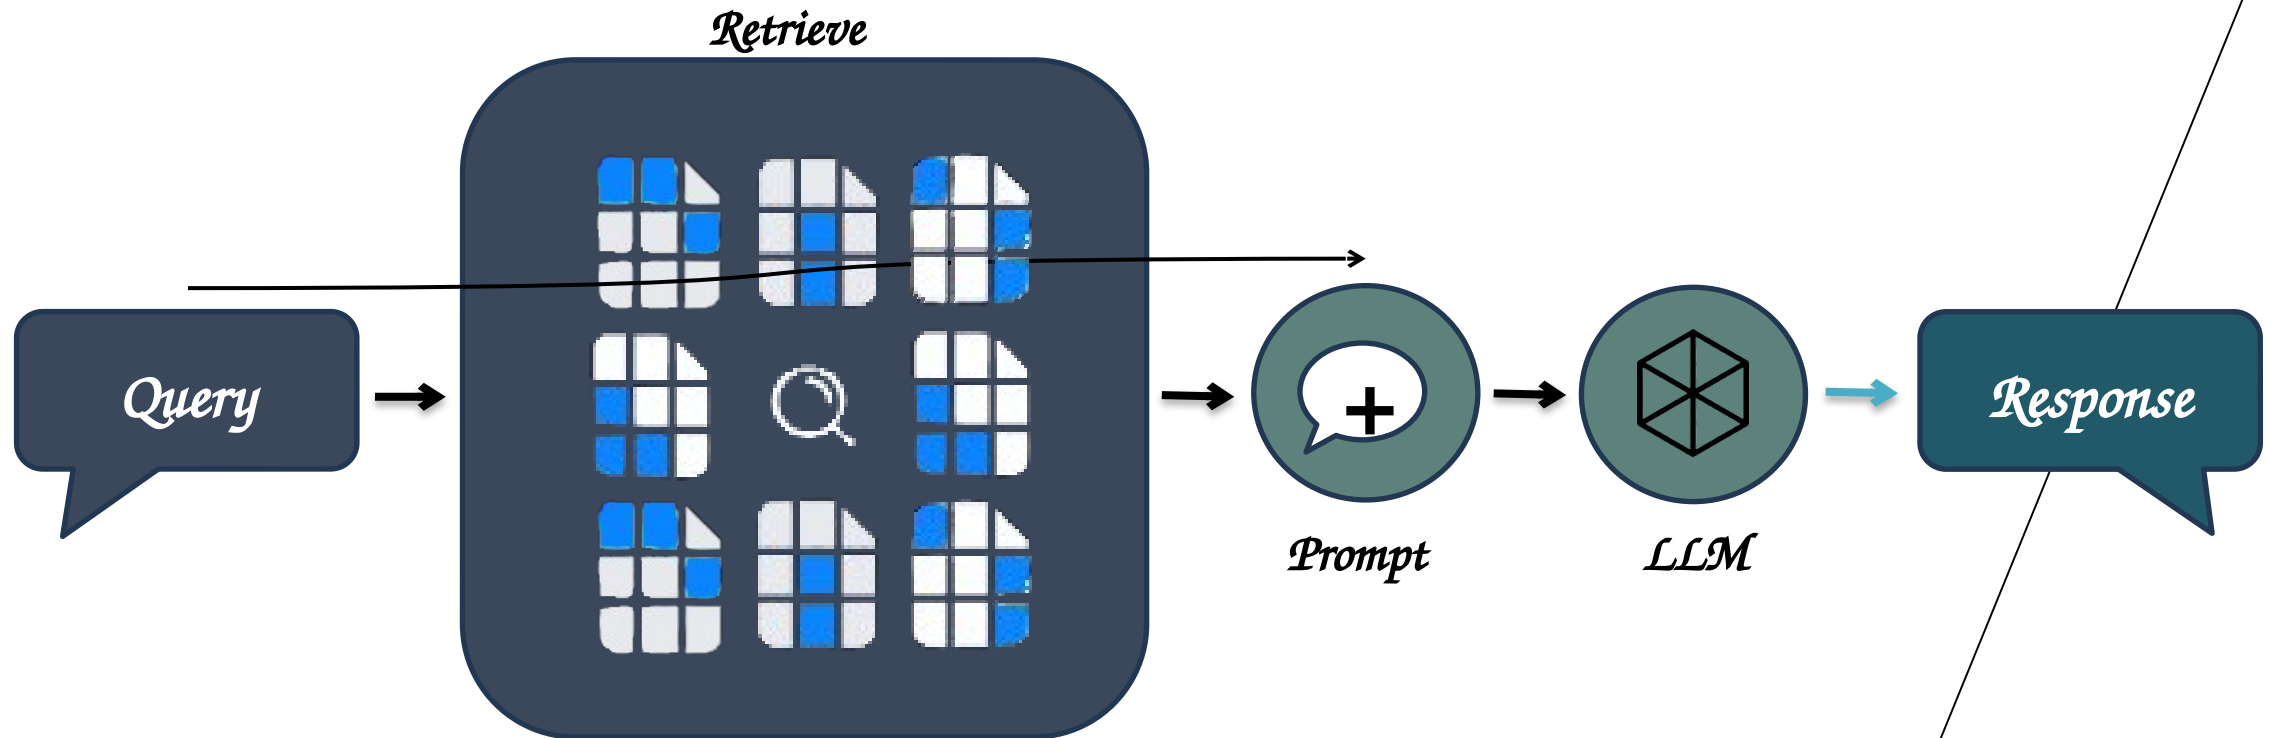 Retrieve
Query
+
Response
Prompt
LLM